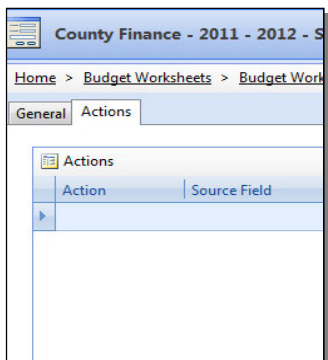 County Finance - 2011 - 2012 - S
Home > Budget Worksheets > Budget Work
General Actions
Actions
Action Source Field